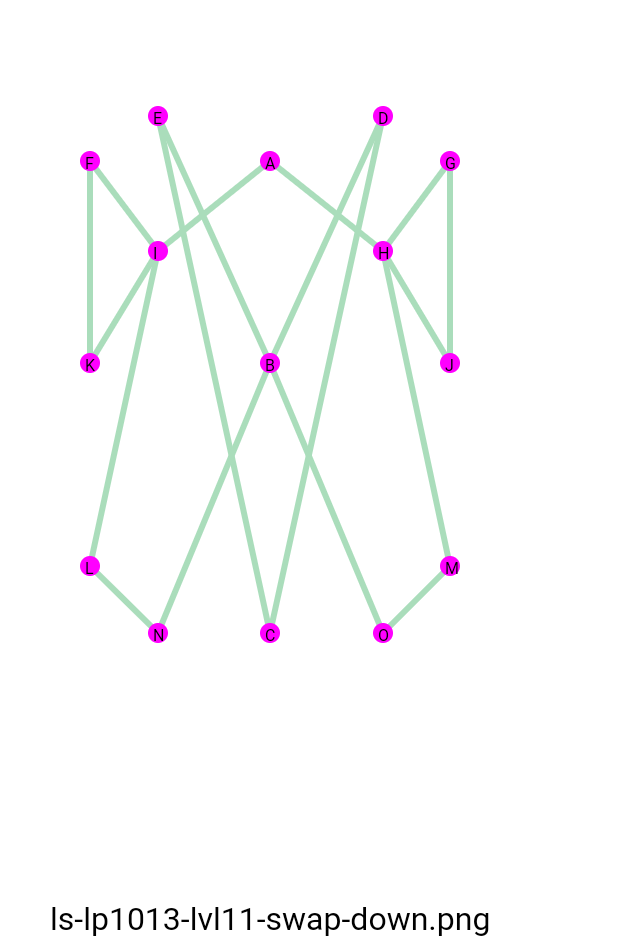 E D
F A G
I H
K B J
L M
N C O
ls-lp1013-lvl11-swap-down.png